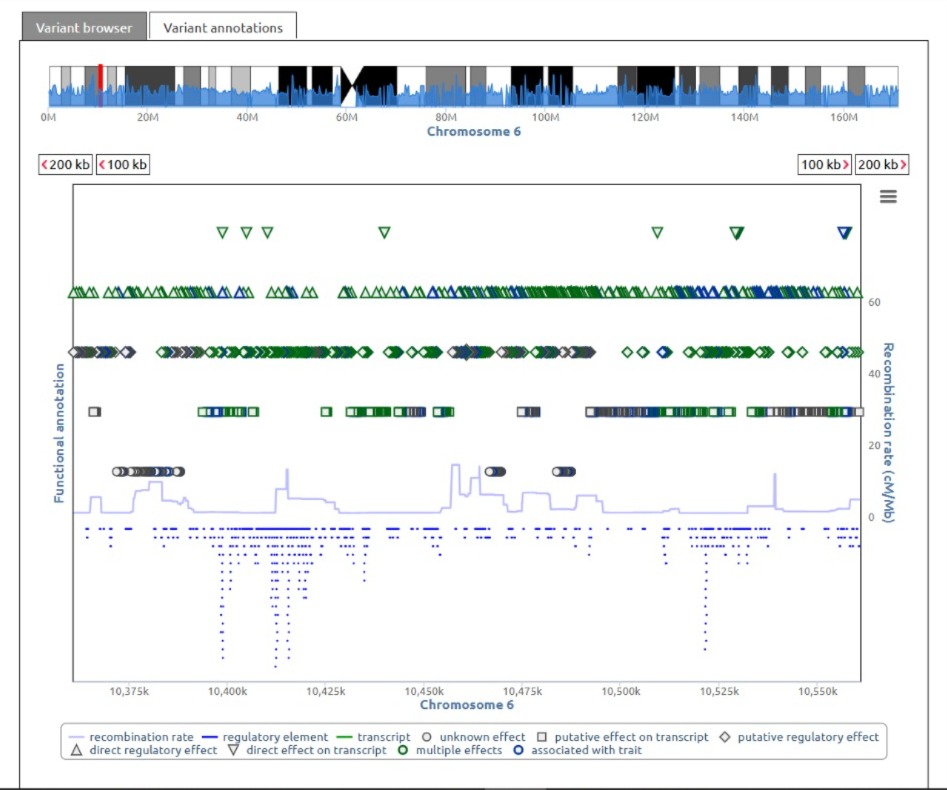 Variant browser Variant annotations
0M 20M 40M 60M 80M 100M 120M 140M 160M
Chromosome 6
<200 kb <100 kb 100 kb> 200 kb>
Functional annotation
60
40
20
0
Recombination rate (cM/Mb)
10,375k 10,400k 10,425k 10,450k 10,475k 10,500k 10,525k 10,550k
Chromosome 6
recombination rate regulatory element transcript unknown effect putative effect on transcript putative regulatory effect
direct regulatory effect direct effect on transcript multiple effects associated with trait